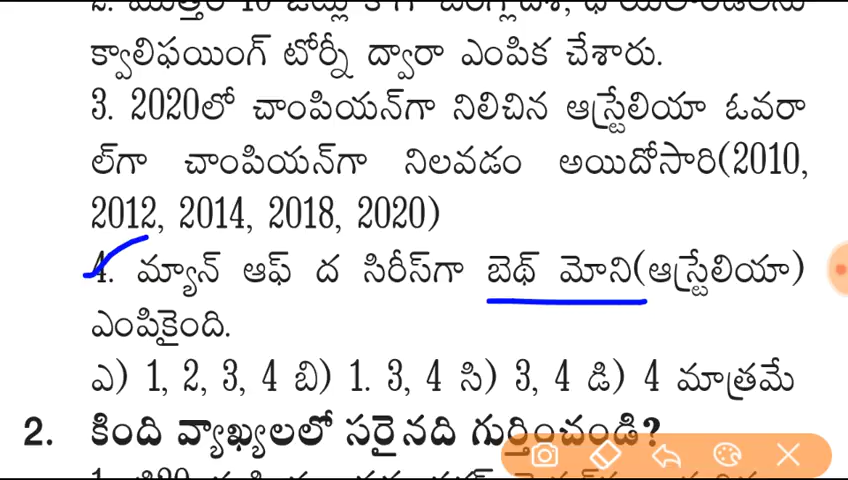 క్వాలిఫయింగ్ టోర్నీ ద్వారా ఎంపిక చేశారు.
3. 2020లో చాంపియన్‌గా నిలిచిన ఆస్ట్రేలియా ఓవరా
ల్‌గా చాంపియన్‌గా నిలవడం అయిదోసారి(2010,
2012, 2014, 2018, 2020)
4. మ్యాన్ ఆఫ్ ద సిరీస్‌గా బెథ్ మోని(ఆస్ట్రేలియా)
ఎంపికైంది.
ఎ) 1, 2, 3, 4 బి) 1. 3, 4 సి) 3, 4 డి) 4 మాత్రమే
2. కింది వ్యాఖ్యలలో సరైనది గుర్తించండి?